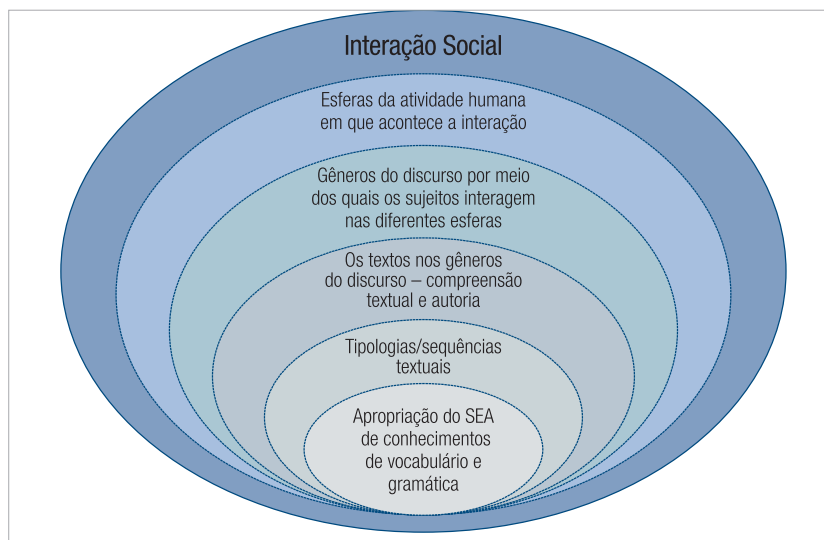 Interação Social
Esferas da atividade humana
em que acontece a interação
Gêneros do discurso por meio
dos quais os sujeitos interagem
nas diferentes esferas
Os textos nos gêneros
do discurso – compreensão
textual e autoria
Tipologias/sequências
textuais
Apropriação do SEA
de conhecimentos
de vocabulário e
gramática